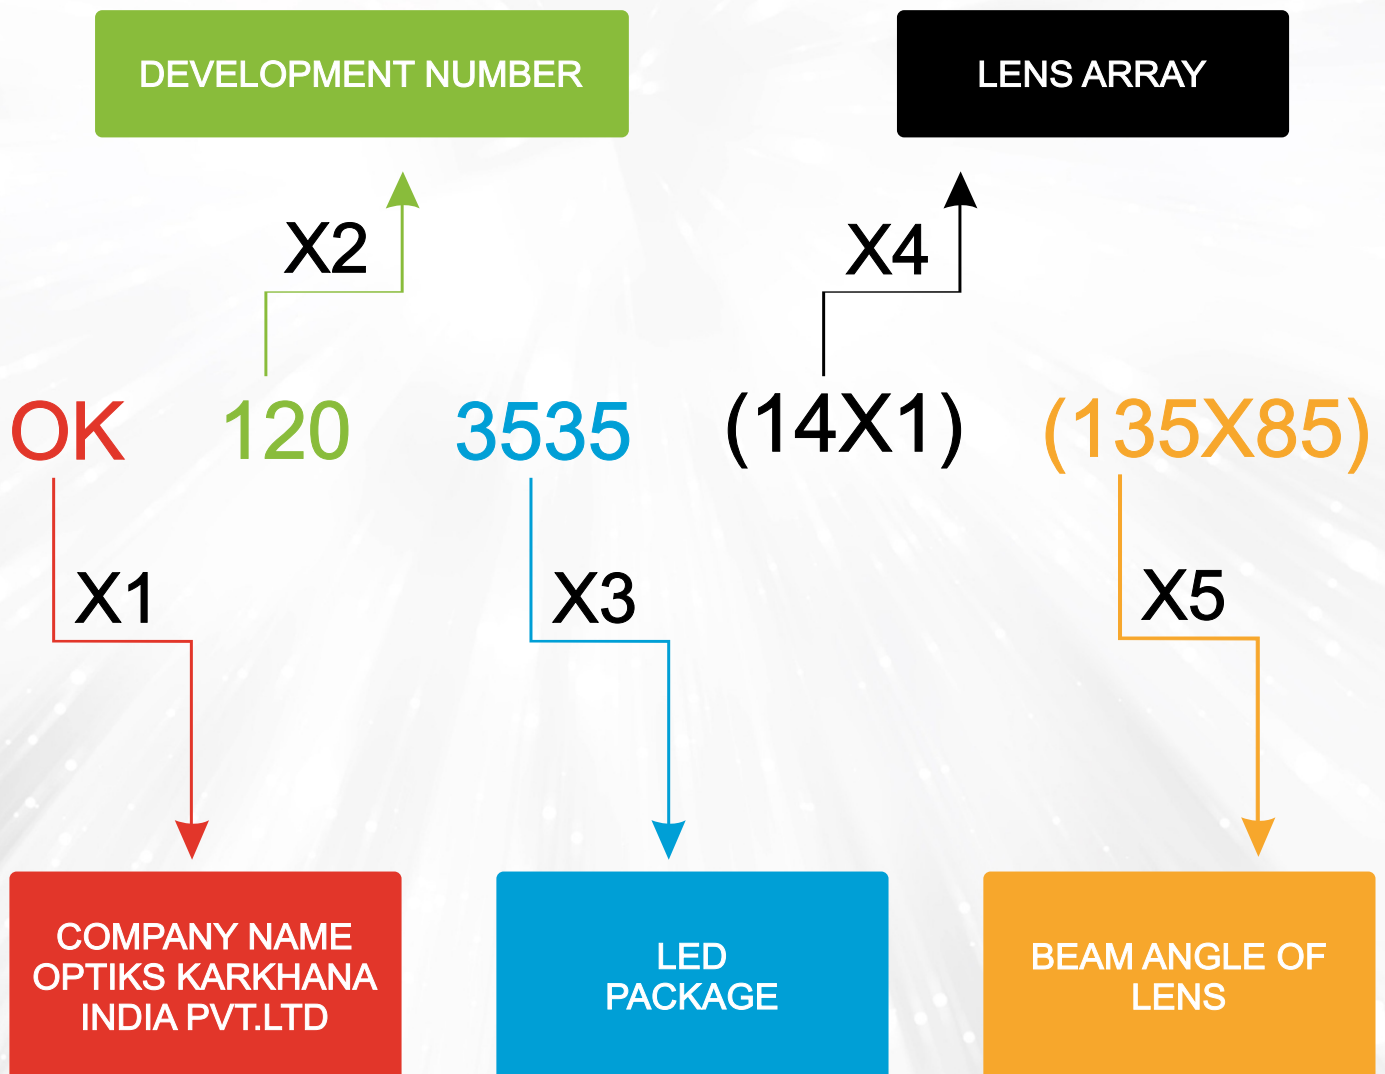 DEVELOPMENT NUMBER
LENS ARRAY
X2
X4
OK 120 3535 (14X1) (135X85)
X1
X3
X5
COMPANY NAME
OPTIKS KARKHANA
INDIA PVT.LTD
LED
PACKAGE
BEAM ANGLE OF
LENS